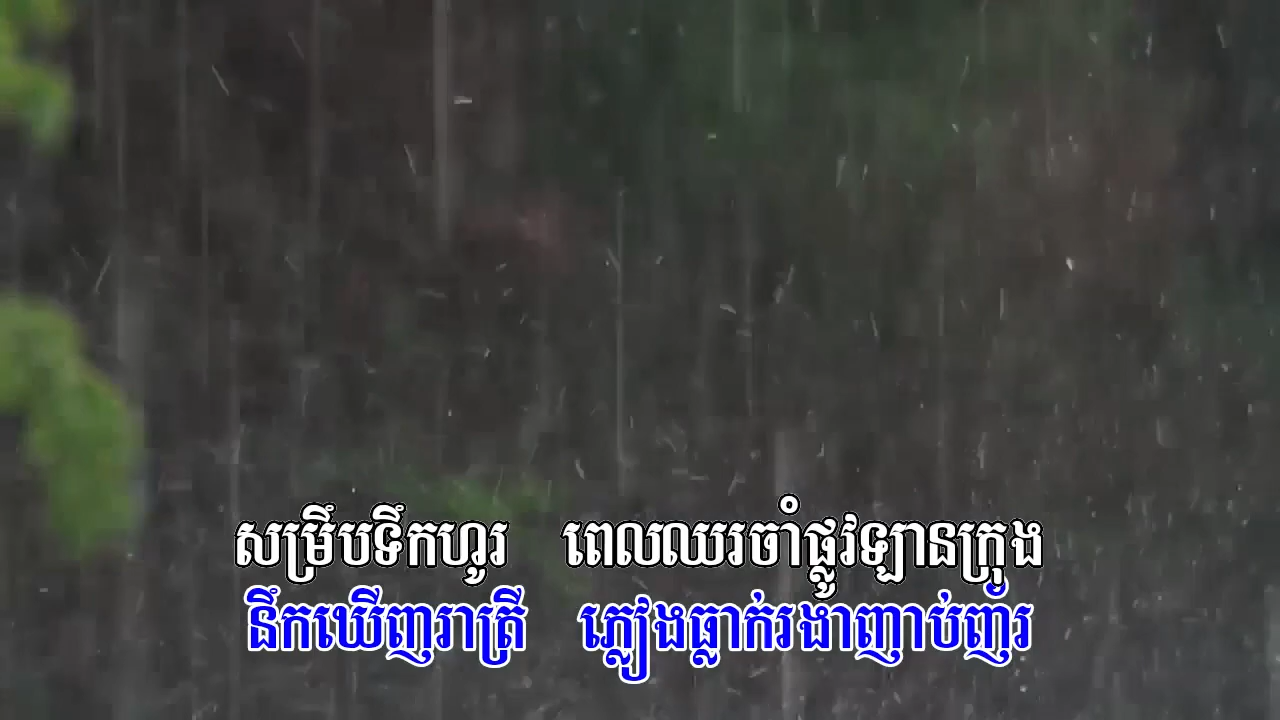 សម្រឹបទឹកហូរ ពេលឈរចាំផ្លូវឡានក្រុង
នឹកឃើញរាត្រី ភ្លៀងធ្លាក់រងាញាប់ញ័រ